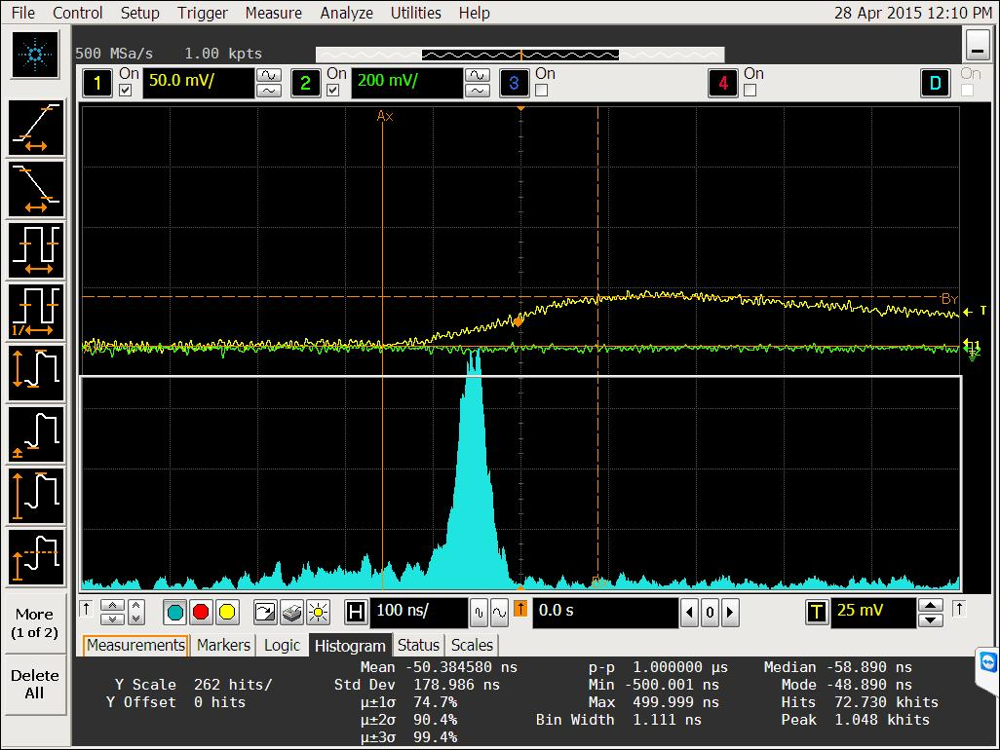 File Control Setup Trigger Measure Analyze Utilities Help 28 Apr 2015 12:10 PM
500 MSa/s 1.00 kpts
1 On 50.0 mV/ 2 On 200 mV/ 3 On 4 On D On
Ax
By
T
1
2
1/
H 100 ns/ 0.0 s 0 T 25 mV
More
(1 of 2)
Delete
All
Measurements Markers Logic Histogram Status Scales
Mean -50.384580 ns p-p 1.000000 µs Median -58.890 ns
Y Scale 262 hits/ Std Dev 178.986 ns Min -500.001 ns Mode -48.890 ns
Y Offset 0 hits µ±1σ 74.7% Max 499.999 ns Hits 72.730 khits
µ±2σ 90.4% Bin Width 1.111 ns Peak 1.048 khits
µ±3σ 99.4%